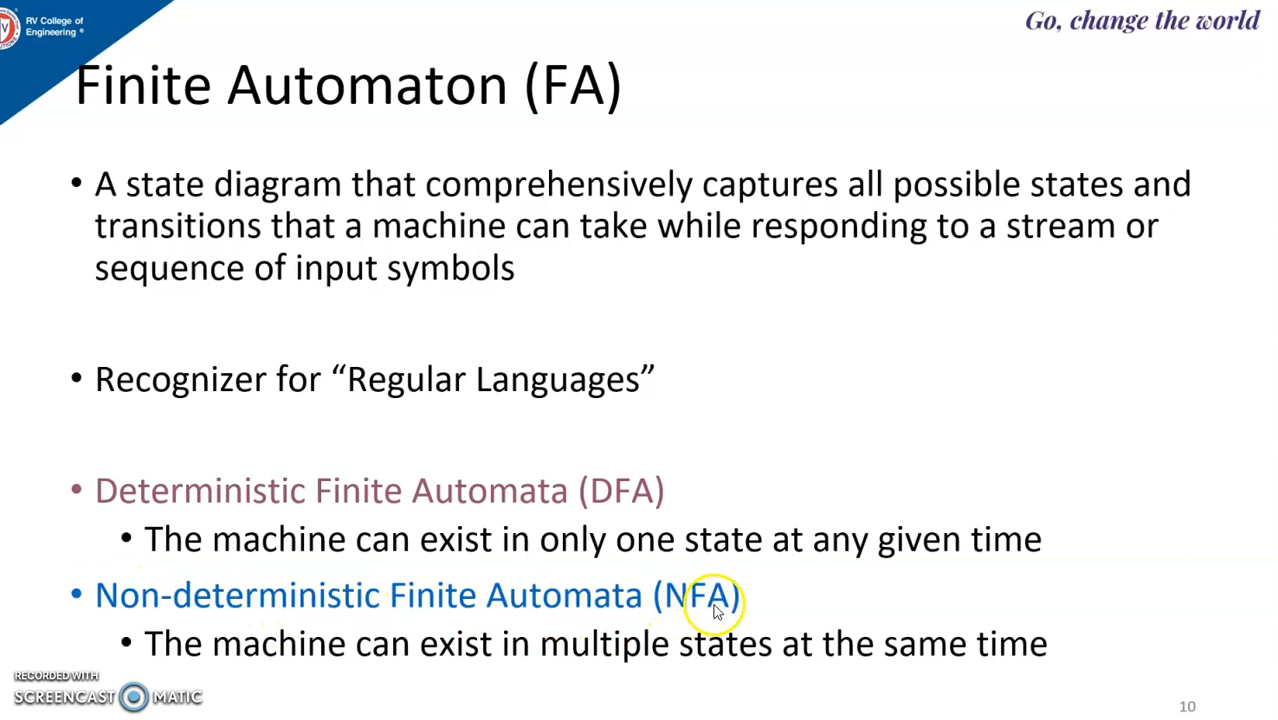 RV College of
Engineering ®
Go, change the world
Finite Automaton (FA)
• A state diagram that comprehensively captures all possible states and
transitions that a machine can take while responding to a stream or
sequence of input symbols
• Recognizer for “Regular Languages”
• Deterministic Finite Automata (DFA)
• The machine can exist in only one state at any given time
• Non-deterministic Finite Automata (NFA)
• The machine can exist in multiple states at the same time
RECORDED WITH
SCREENCAST MATIC
10